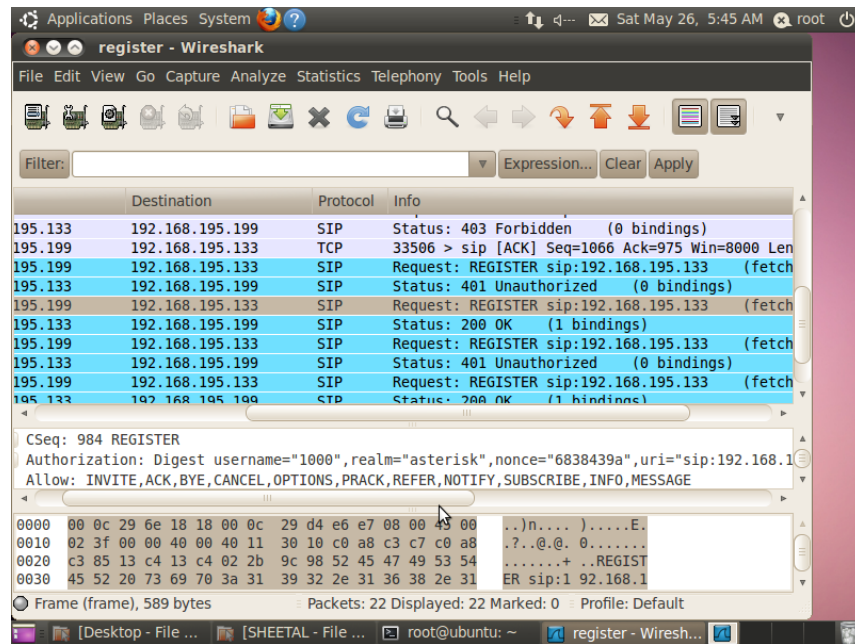 Applications Places System Sat May 26, 5:45 AM root
register - Wireshark
File Edit View Go Capture Analyze Statistics Telephony Tools Help
Filter: Expression... Clear Apply
Destination Protocol Info
195.133 192.168.195.199 SIP Status: 403 Forbidden (0 bindings)
195.199 192.168.195.133 TCP 33506 > sip [ACK] Seq=1066 Ack=975 Win=8000 Len
195.199 192.168.195.133 SIP Request: REGISTER sip:192.168.195.133 (fetch
195.133 192.168.195.199 SIP Status: 401 Unauthorized (0 bindings)
195.199 192.168.195.133 SIP Request: REGISTER sip:192.168.195.133 (fetch
195.133 192.168.195.199 SIP Status: 200 OK (1 bindings)
195.199 192.168.195.133 SIP Request: REGISTER sip:192.168.195.133 (fetch
195.133 192.168.195.199 SIP Status: 401 Unauthorized (0 bindings)
195.199 192.168.195.133 SIP Request: REGISTER sip:192.168.195.133 (fetch
195.133 192.168.195.199 SIP Status: 200 OK (1 bindings)
CSeq: 984 REGISTER
Authorization: Digest username="1000",realm="asterisk",nonce="6838439a",uri="sip:192.168.1
Allow: INVITE,ACK,BYE,CANCEL,OPTIONS,PRACK,REFER,NOTIFY,SUBSCRIBE,INFO,MESSAGE
0000 00 0c 29 6e 18 18 00 0c 29 d4 e6 e7 08 00 45 00 ..)n.... ).....E.
0010 02 3f 00 00 40 00 40 11 30 10 c0 a8 c3 c7 c0 a8 .?..@.@. 0.......
0020 c3 85 13 c4 13 c4 02 2b 9c 98 52 45 47 49 53 54 .......+ ..REGIST
0030 45 52 20 73 69 70 3a 31 39 32 2e 31 36 38 2e 31 ER sip:1 92.168.1
Frame (frame), 589 bytes Packets: 22 Displayed: 22 Marked: 0 Profile: Default
[Desktop - File ... [SHEETAL - File ... root@ubuntu: ~ register - Wiresh...